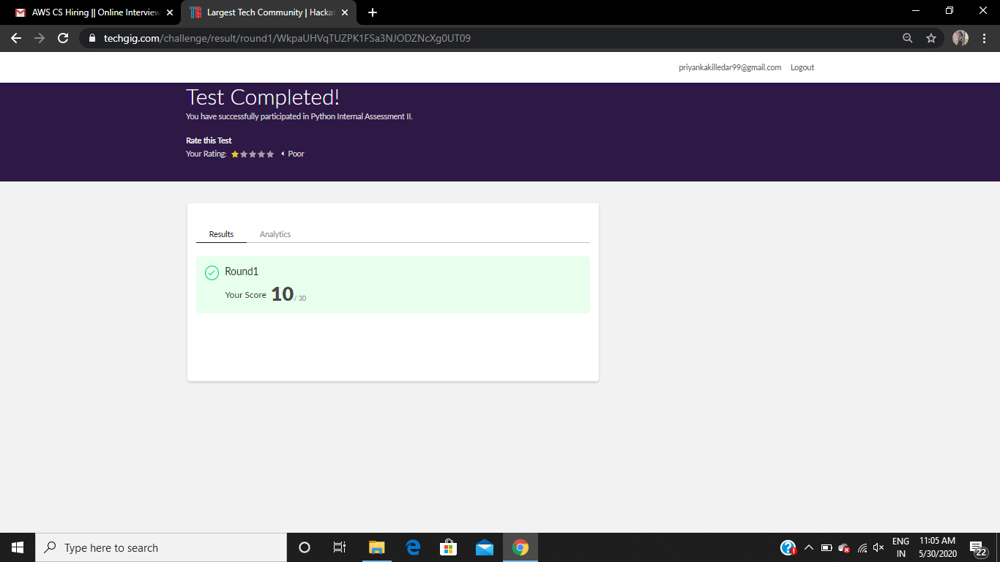 AWS CS Hiring || Online Interview
TG Largest Tech Community | Hacka
techgig.com/challenge/result/round1/WkpaUHVqTUZPK1FSa3NJODZNcXg0UT09
priyankakilledar99@gmail.com Logout
Test Completed!
You have successfully participated in Python Internal Assessment II.
Rate this Test
Your Rating: Poor
Results Analytics
Round1
Your Score 10 / 30
Type here to search
ENG
IN
11:05 AM
5/30/2020
22